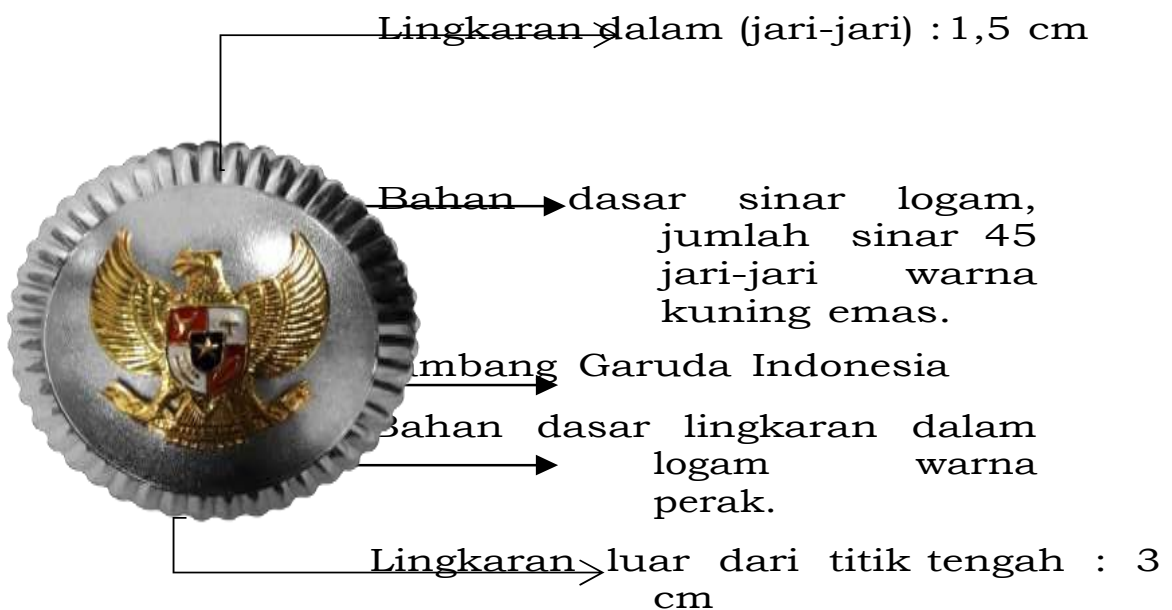 Lingkaran dalam (jari-jari) : 1,5 cm
Bahan dasar sinar logam,
jumlah sinar 45
jari-jari warna
kuning emas.
mbang Garuda Indonesia
Bahan dasar lingkaran dalam
logam warna
perak.
Lingkaran luar dari titik tengah : 3
cm